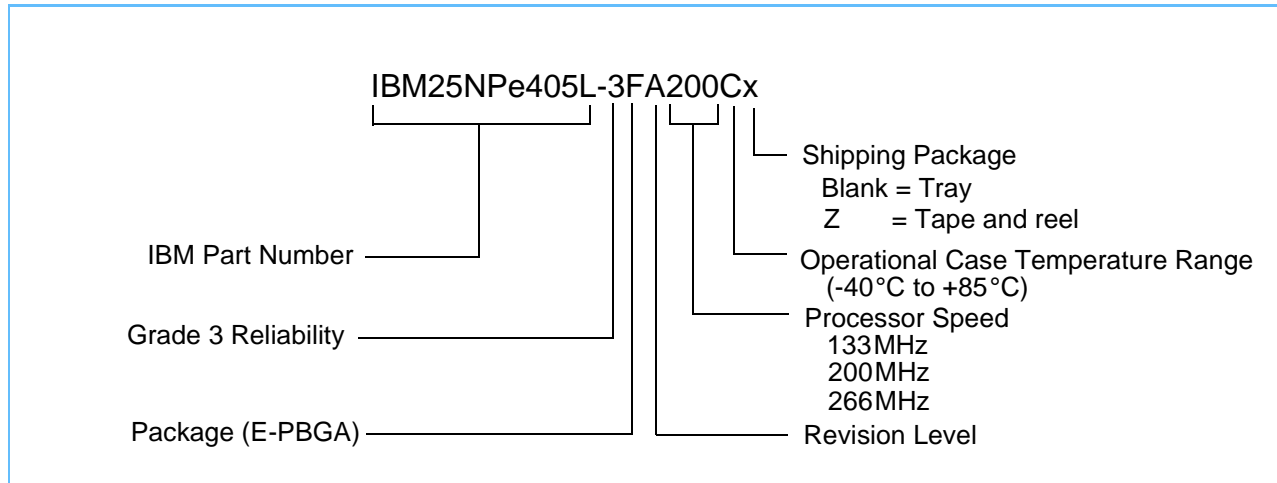 IBM25NPe405L-3FA200Cx
Shipping Package
Blank = Tray
Z = Tape and reel
IBM Part Number
Operational Case Temperature Range
(-40°C to +85°C)
Processor Speed
Grade 3 Reliability
133MHz
200MHz
266MHz
Package (E-PBGA)
Revision Level